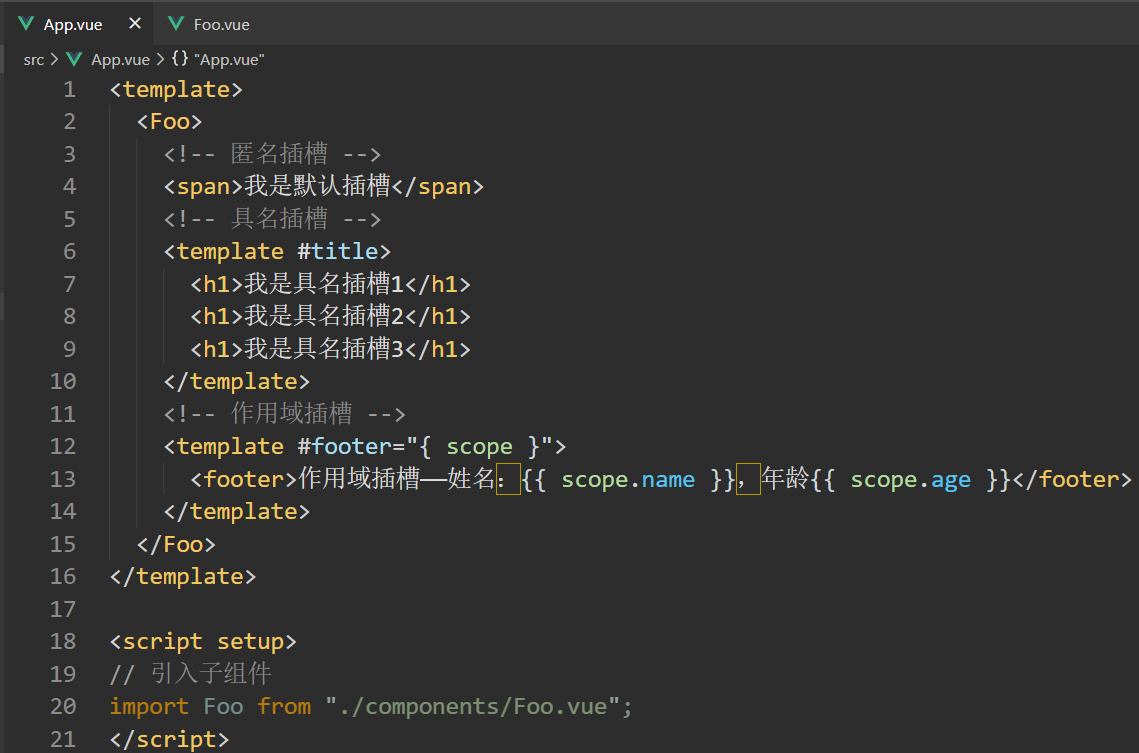 App.vue × Foo.vue
src > App.vue > {} "App.vue"
1 <template>
2 <Foo>
3 <!-- 匿名插槽 -->
4 <span>我是默认插槽</span>
5 <!-- 具名插槽 -->
6 <template #title>
7 <h1>我是具名插槽1</h1>
8 <h1>我是具名插槽2</h1>
9 <h1>我是具名插槽3</h1>
10 </template>
11 <!-- 作用域插槽 -->
12 <template #footer="{ scope }">
13 <footer>作用域插槽——姓名：{{ scope.name }}，年龄{{ scope.age }}</footer>
14 </template>
15 </Foo>
16 </template>
17
18 <script setup>
19 // 引入子组件
20 import Foo from "./components/Foo.vue";
21 </script>